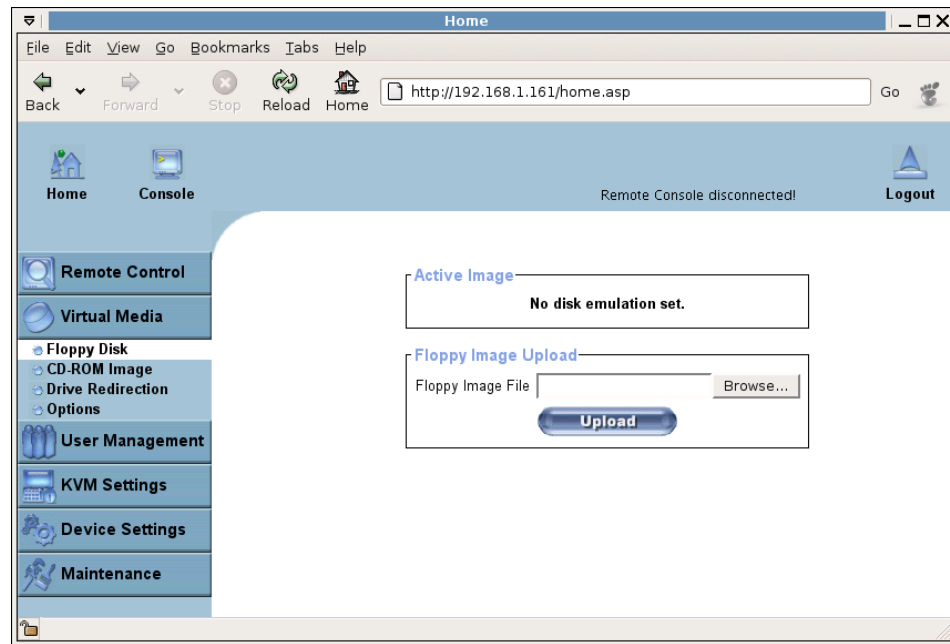 Home
File Edit View Go Bookmarks Tabs Help
Back Forward Stop Reload Home http://192.168.1.161/home.asp Go
Home Console Remote Console disconnected! Logout
Remote Control
Virtual Media
Floppy Disk
CD-ROM Image
Drive Redirection
Options
User Management
KVM Settings
Device Settings
Maintenance
Active Image
No disk emulation set.
Floppy Image Upload
Floppy Image File Browse...
Upload